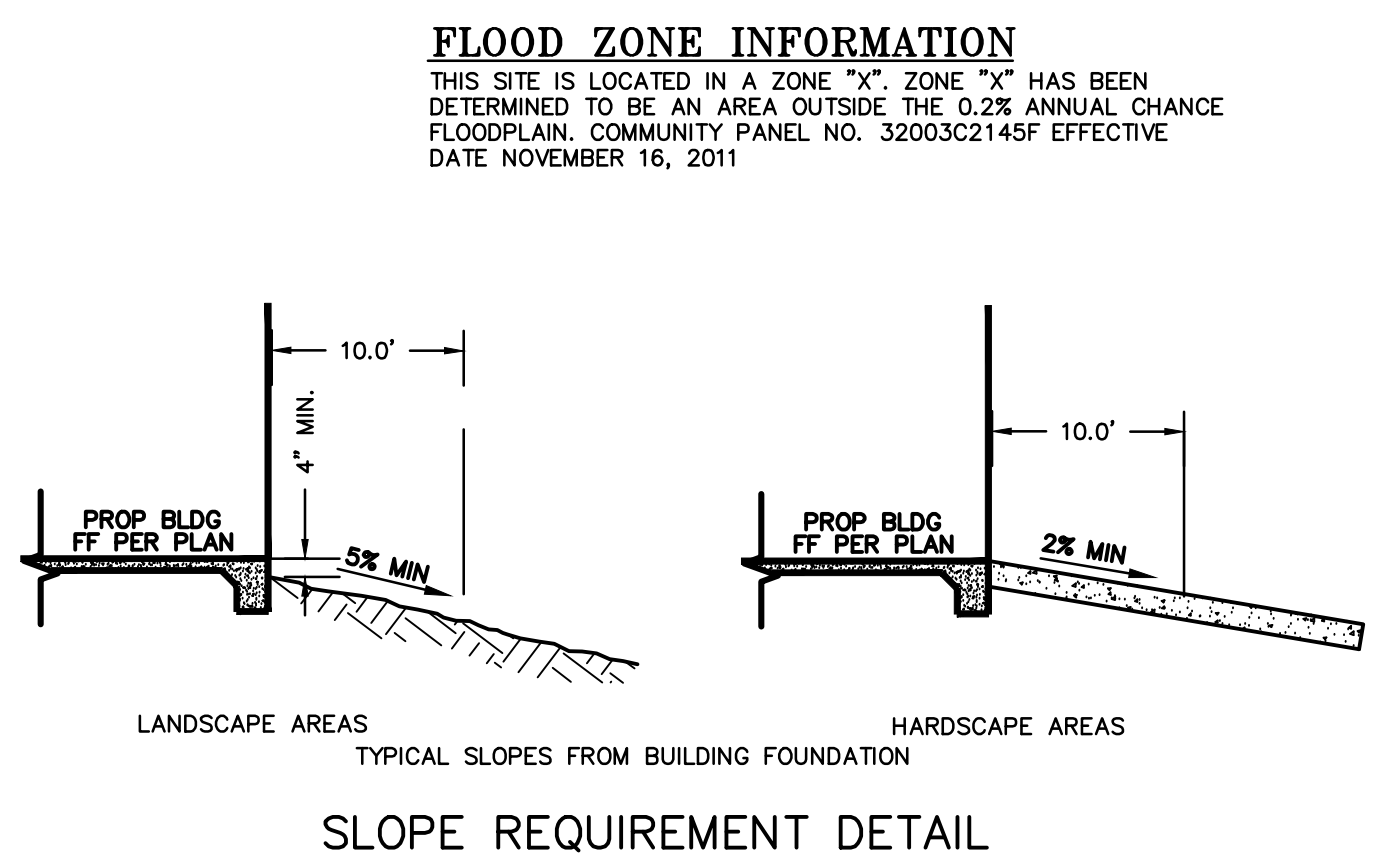 FLOOD ZONE INFORMATION
THIS SITE IS LOCATED IN A ZONE "X". ZONE "X" HAS BEEN
DETERMINED TO BE AN AREA OUTSIDE THE 0.2% ANNUAL CHANCE
FLOODPLAIN. COMMUNITY PANEL NO. 32003C2145F EFFECTIVE
DATE NOVEMBER 16, 2011
10.0'
4" MIN.
PROP BLDG
FF PER PLAN
5% MIN
LANDSCAPE AREAS
10.0'
PROP BLDG
FF PER PLAN
2% MIN
HARDSCAPE AREAS
TYPICAL SLOPES FROM BUILDING FOUNDATION
SLOPE REQUIREMENT DETAIL